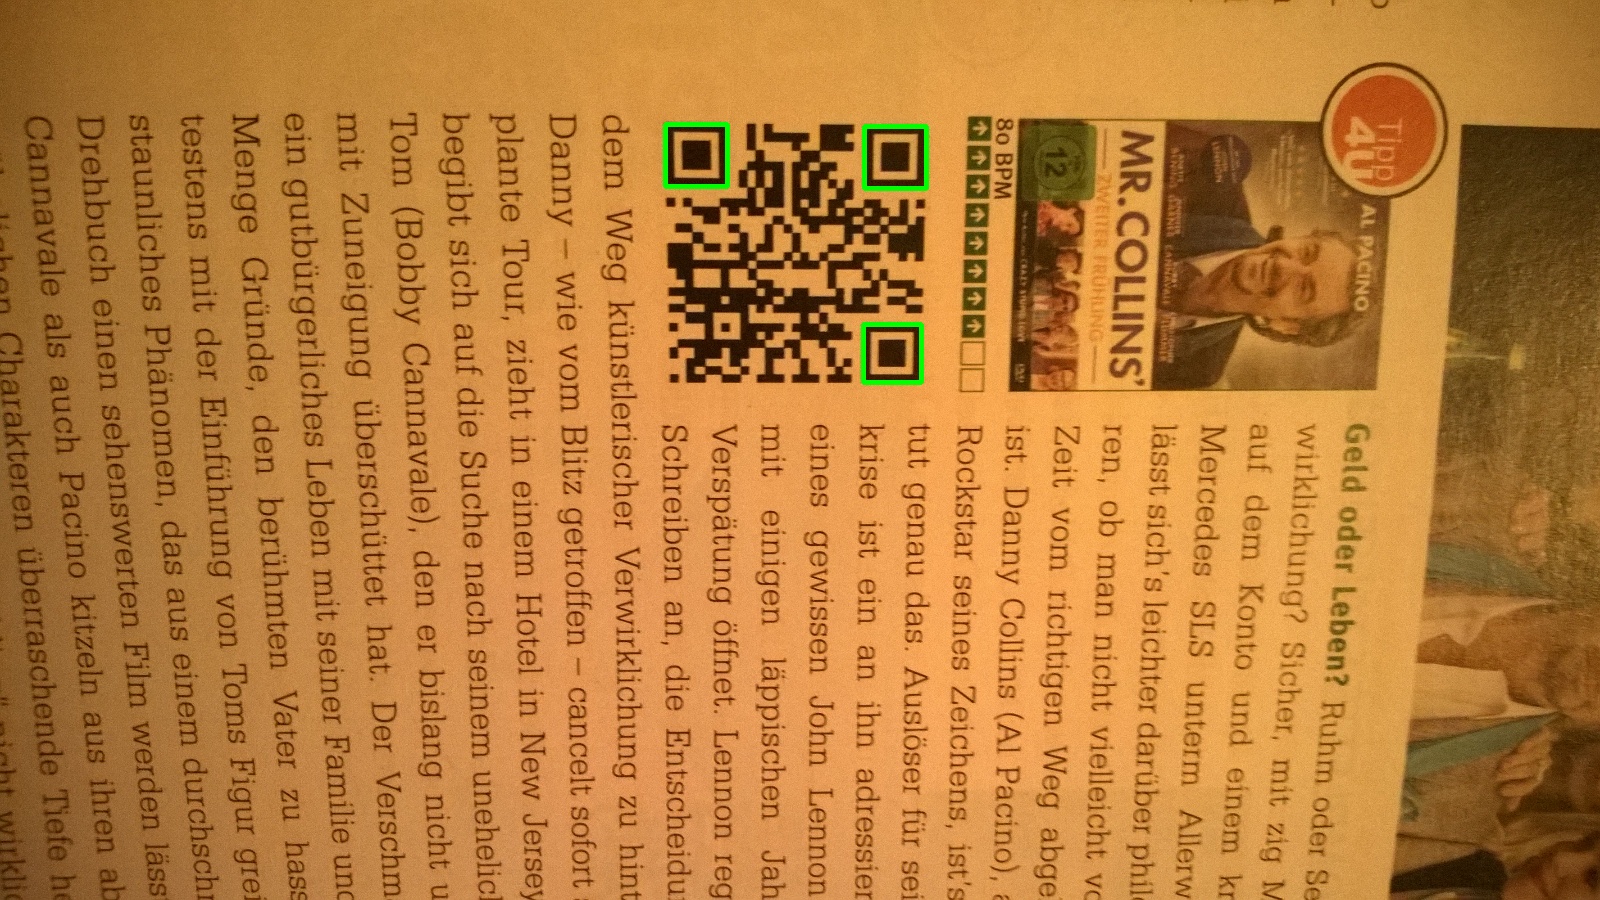 Tipp
4U
AL PACINO
MR. COLLINS'
ZWEITER FRÜHLING
12
80 BPM
Geld oder Leben? Ruhm oder Se
wirklichung? Sicher, mit zig M
auf dem Konto und einem kr
Mercedes SLS unterm Allerw
lässt sich's leichter darüber phil
ren, ob man nicht vielleicht vo
Zeit vom richtigen Weg abge
ist. Danny Collins (Al Pacino), a
Rockstar seines Zeichens, ist's
tut genau das. Auslöser für sei
krise ist ein an ihn adressier
eines gewissen John Lennon
mit einigen läppischen Jah
Verspätung öffnet. Lennon reg
Schreiben an, die Entscheidu
dem Weg künstlerischer Verwirklichung zu hint
Danny – wie vom Blitz getroffen – cancelt sofort
plante Tour, zieht in einem Hotel in New Jersey
begibt sich auf die Suche nach seinem unehelich
Tom (Bobby Cannavale), den er bislang nicht u
mit Zuneigung überschüttet hat. Der Verschm
ein gutbürgerliches Leben mit seiner Familie und
Menge Gründe, den berühmten Vater zu hass
testens mit der Einführung von Toms Figur grei
staunliches Phänomen, das aus einem durchschn
Drehbuch einen sehenswerten Film werden läss
Cannavale als auch Pacino kitzeln aus ihren ab
Charakteren überraschende Tiefe he